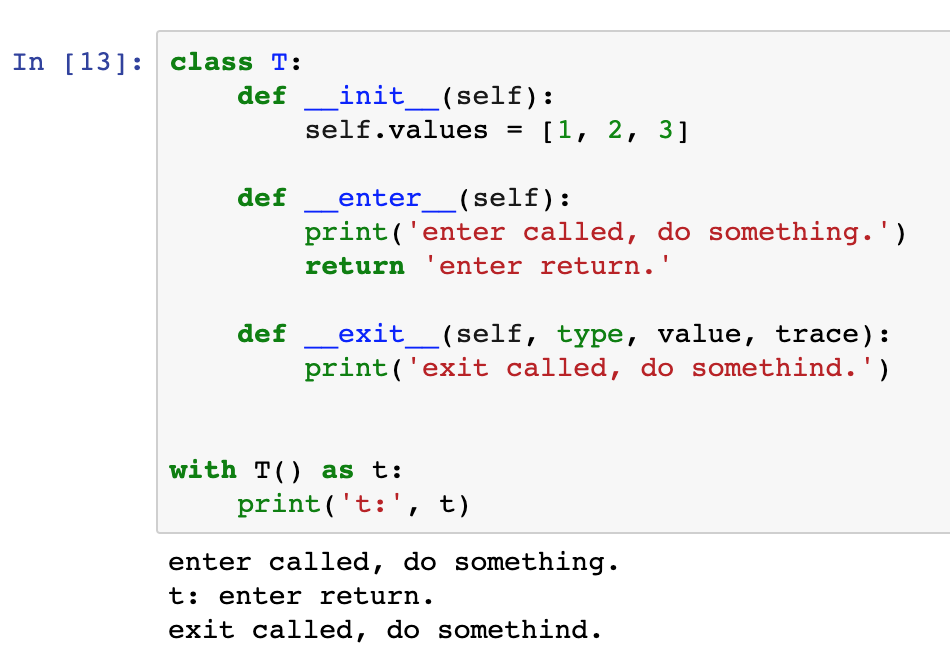 In [13]: class T:
    def __init__(self):
        self.values = [1, 2, 3]

    def __enter__(self):
        print('enter called, do something.')
        return 'enter return.'

    def __exit__(self, type, value, trace):
        print('exit called, do somethind.')


with T() as t:
    print('t:', t)
enter called, do something.
t: enter return.
exit called, do somethind.